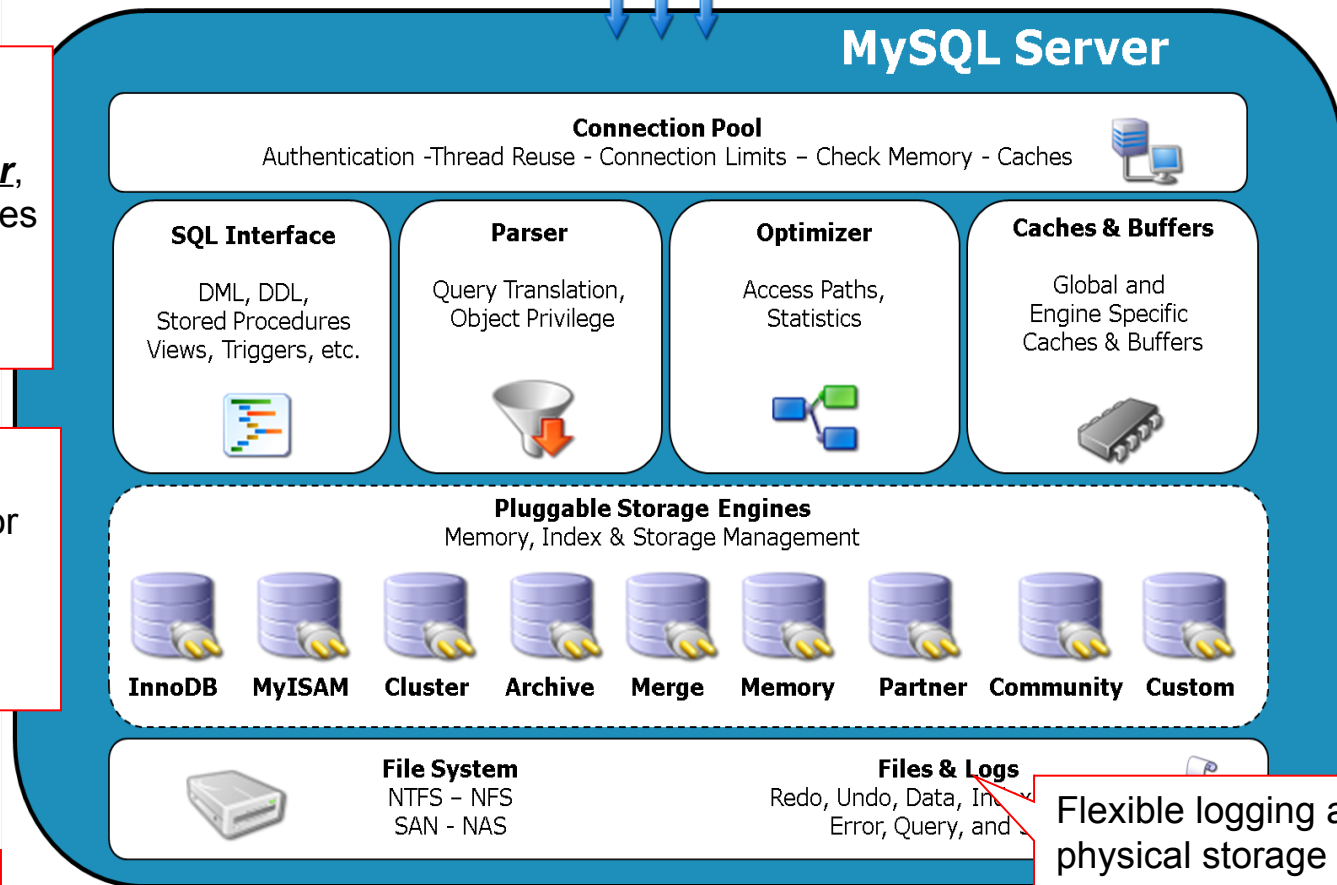 MySQL Server
r,
es
or
Connection Pool
Authentication -Thread Reuse - Connection Limits – Check Memory - Caches
SQL Interface
DML, DDL,
Stored Procedures
Views, Triggers, etc.
Parser
Query Translation,
Object Privilege
Optimizer
Access Paths,
Statistics
Caches & Buffers
Global and
Engine Specific
Caches & Buffers
Pluggable Storage Engines
Memory, Index & Storage Management
InnoDB MyISAM Cluster Archive Merge Memory Partner Community Custom
File System
NTFS – NFS
SAN - NAS
Files & Logs
Redo, Undo, Data,
Error, Query, and
Flexible logging
physical storage